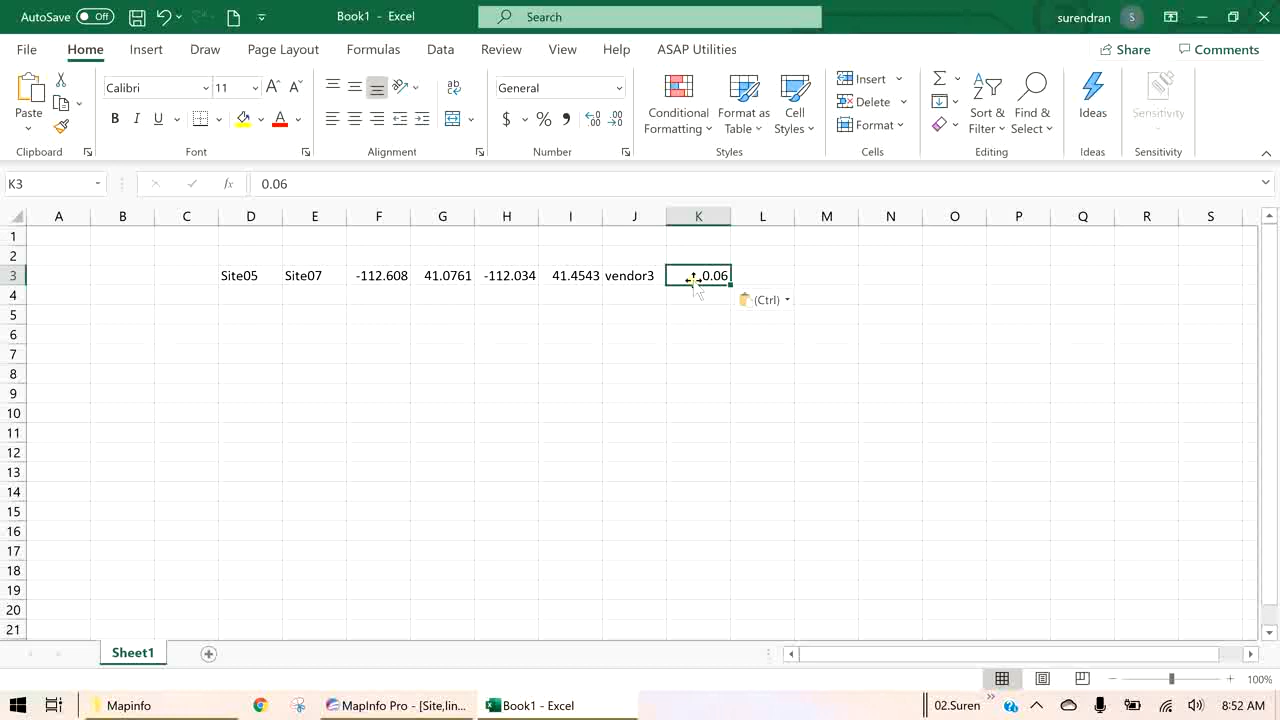 AutoSave Off Book1 - Excel Search surendran S
File Home Insert Draw Page Layout Formulas Data Review View Help ASAP Utilities Share Comments
Paste Calibri 11 A A ab General Conditional Formatting Format as Table Cell Styles Insert Delete Format Sort & Filter Find & Select Ideas Sensitivity
B I U A $ % .00
Clipboard Font Alignment Number Styles Cells Editing Ideas Sensitivity
K3 fx 0.06
A B C D E F G H I J K L M N O P Q R S
1
2
3 Site05 Site07 -112.608 41.0761 -112.034 41.4543 vendor3 0.06
4 (Ctrl)
5
6
7
8
9
10
11
12
13
14
15
16
17
18
19
20
21
Sheet1
100%
Mapinfo MapInfo Pro - [Site,lin... Book1 - Excel 02.Suren 8:52 AM